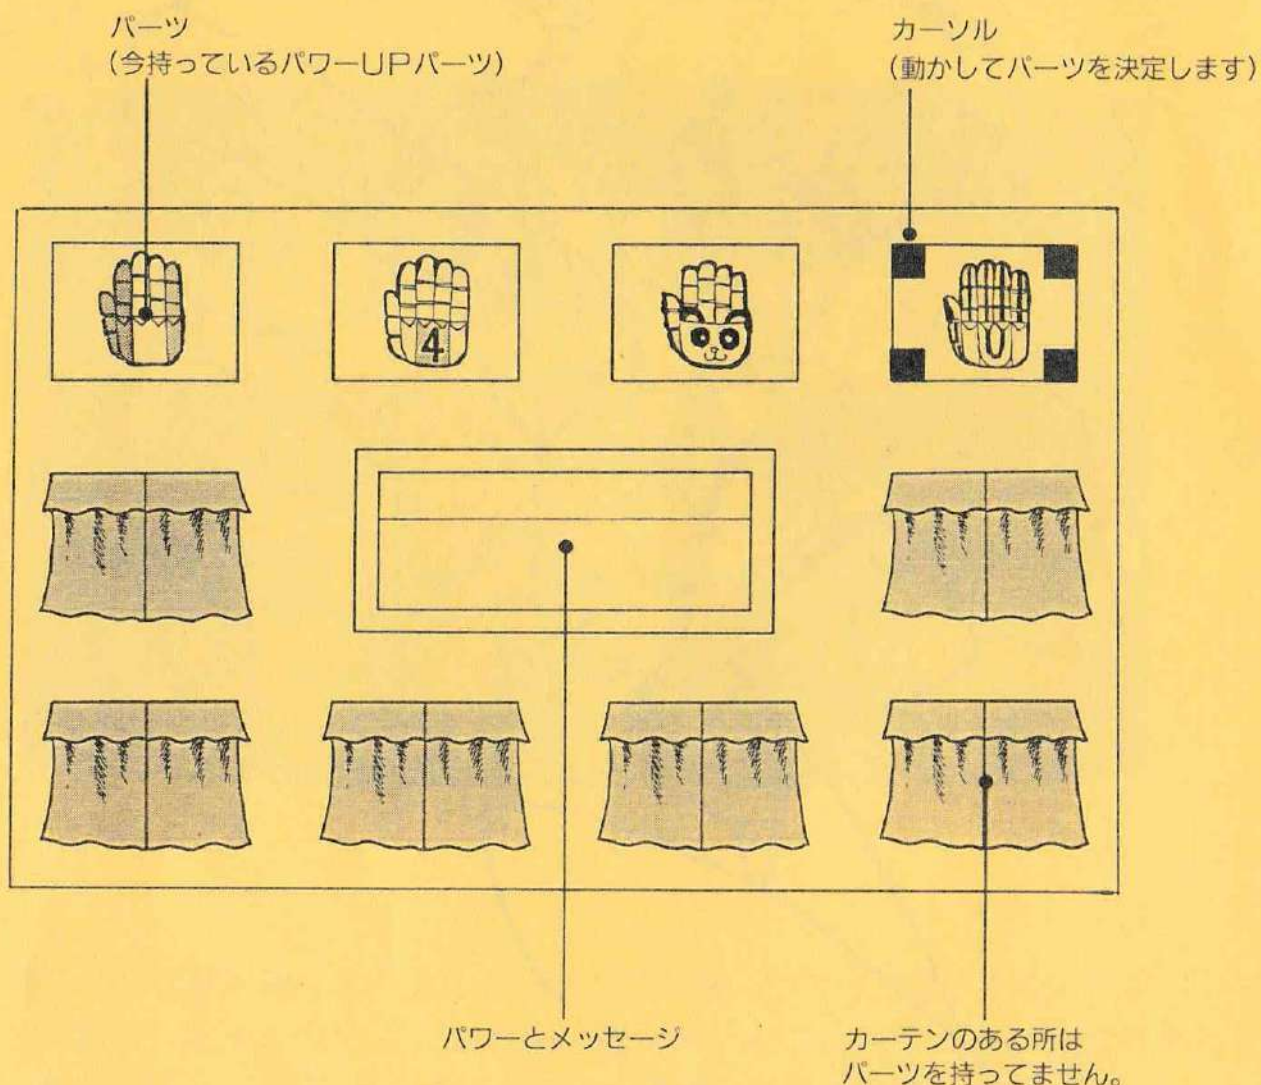 パーツ
(今持っているパワーUPパーツ)
カーソル
(動かしてパーツを決定します)
4
パワーとメッセージ
カーテンのある所は
パーツを持ってません。